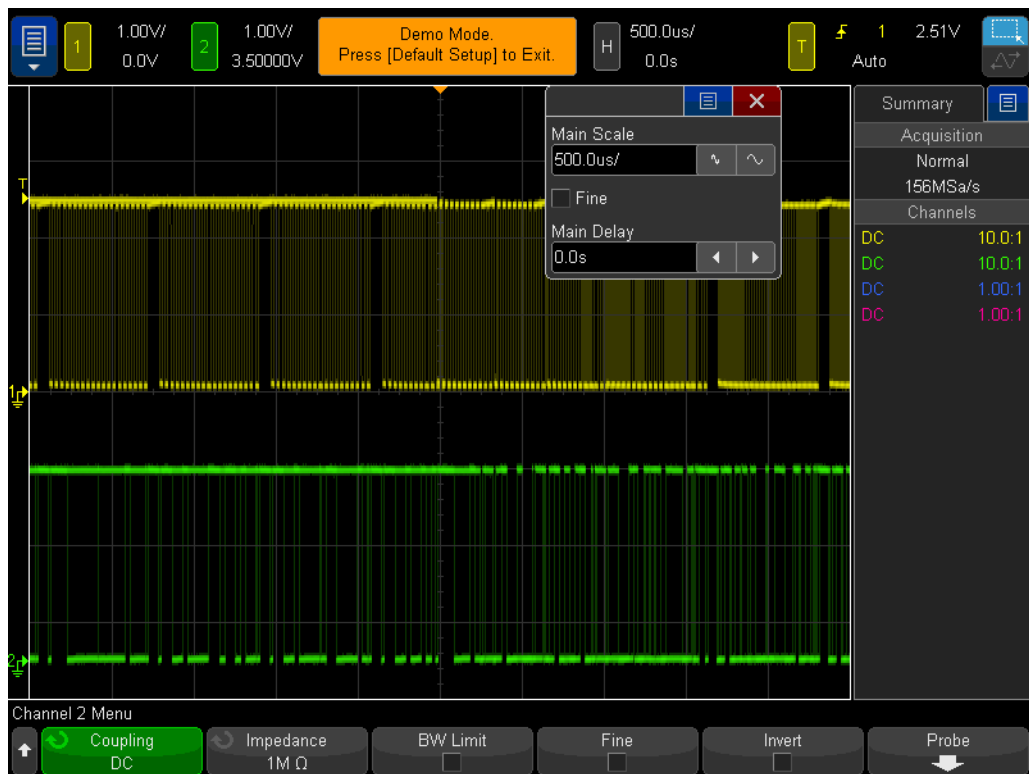 1 1.00V/ 2 1.00V/ Demo Mode. H 500.0us/ T 1 2.51V
0.0V 3.50000V Press [Default Setup] to Exit. 0.0s Auto
Summary
Main Scale
Acquisition
500.0us/
Normal
T
156MSa/s
Fine
Channels
Main Delay
DC 10.0:1
0.0s
DC 10.0:1
DC 1.00:1
DC 1.00:1
1
2
Channel 2 Menu
Coupling Impedance BW Limit Fine Invert Probe
DC 1M Ω